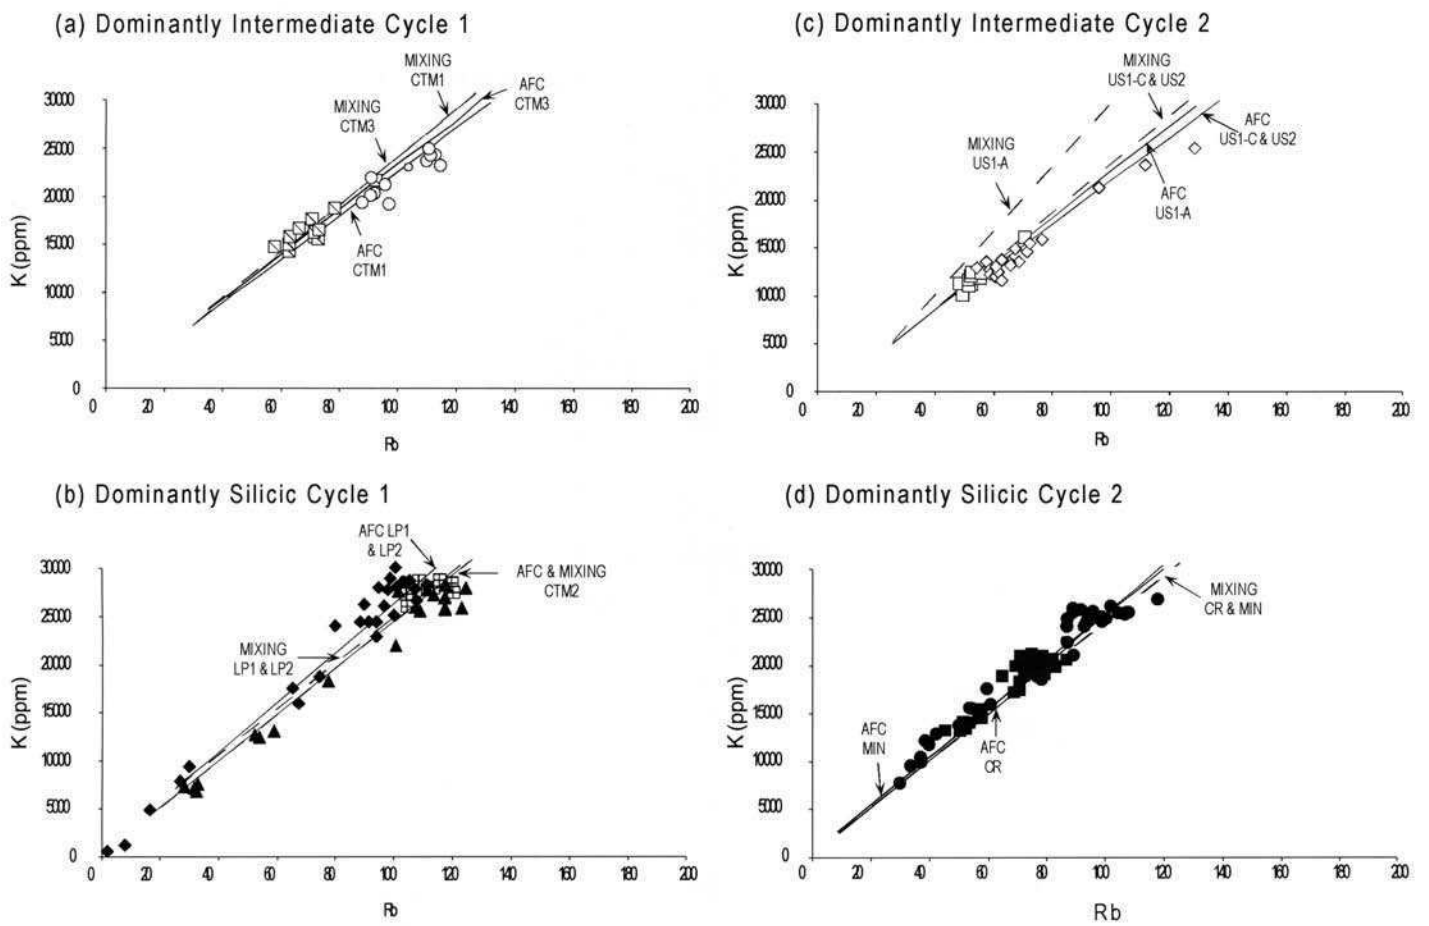 (a) Dominantly Intermediate Cycle 1
MIXING
CTM1
AFC
CTM3
MIXING
CTM3
AFC
CTM1
30000
25000
20000
15000
10000
5000
0
K (ppm)
0 20 40 60 80 100 120 140 160 180 200
Rb
(c) Dominantly Intermediate Cycle 2
MIXING
US1-C & US2
AFC
US1-C & US2
MIXING
US1-A
AFC
US1-A
30000
25000
20000
15000
10000
5000
0
K (ppm)
0 20 40 60 80 100 120 140 160 180 200
Rb
(b) Dominantly Silicic Cycle 1
AFC LP1
& LP2
AFC & MIXING
CTM2
MIXING
LP1 & LP2
30000
25000
20000
15000
10000
5000
0
K (ppm)
0 20 40 60 80 100 120 140 160 180 200
Rb
(d) Dominantly Silicic Cycle 2
MIXING
CR & MIN
AFC
MIN
AFC
CR
30000
25000
20000
15000
10000
5000
0
K (ppm)
0 20 40 60 80 100 120 140 160 180 200
Rb